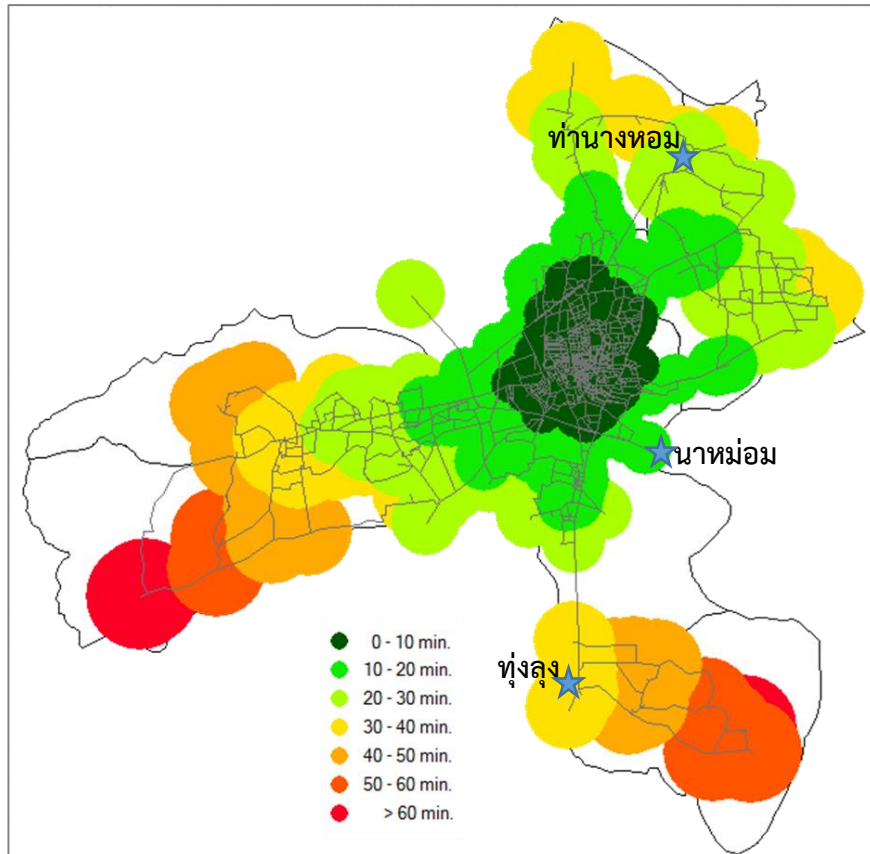 ท่านางหอม
นาหม่อม
ทุ่งลุง
0 - 10 min.
10 - 20 min.
20 - 30 min.
30 - 40 min.
40 - 50 min.
50 - 60 min.
> 60 min.